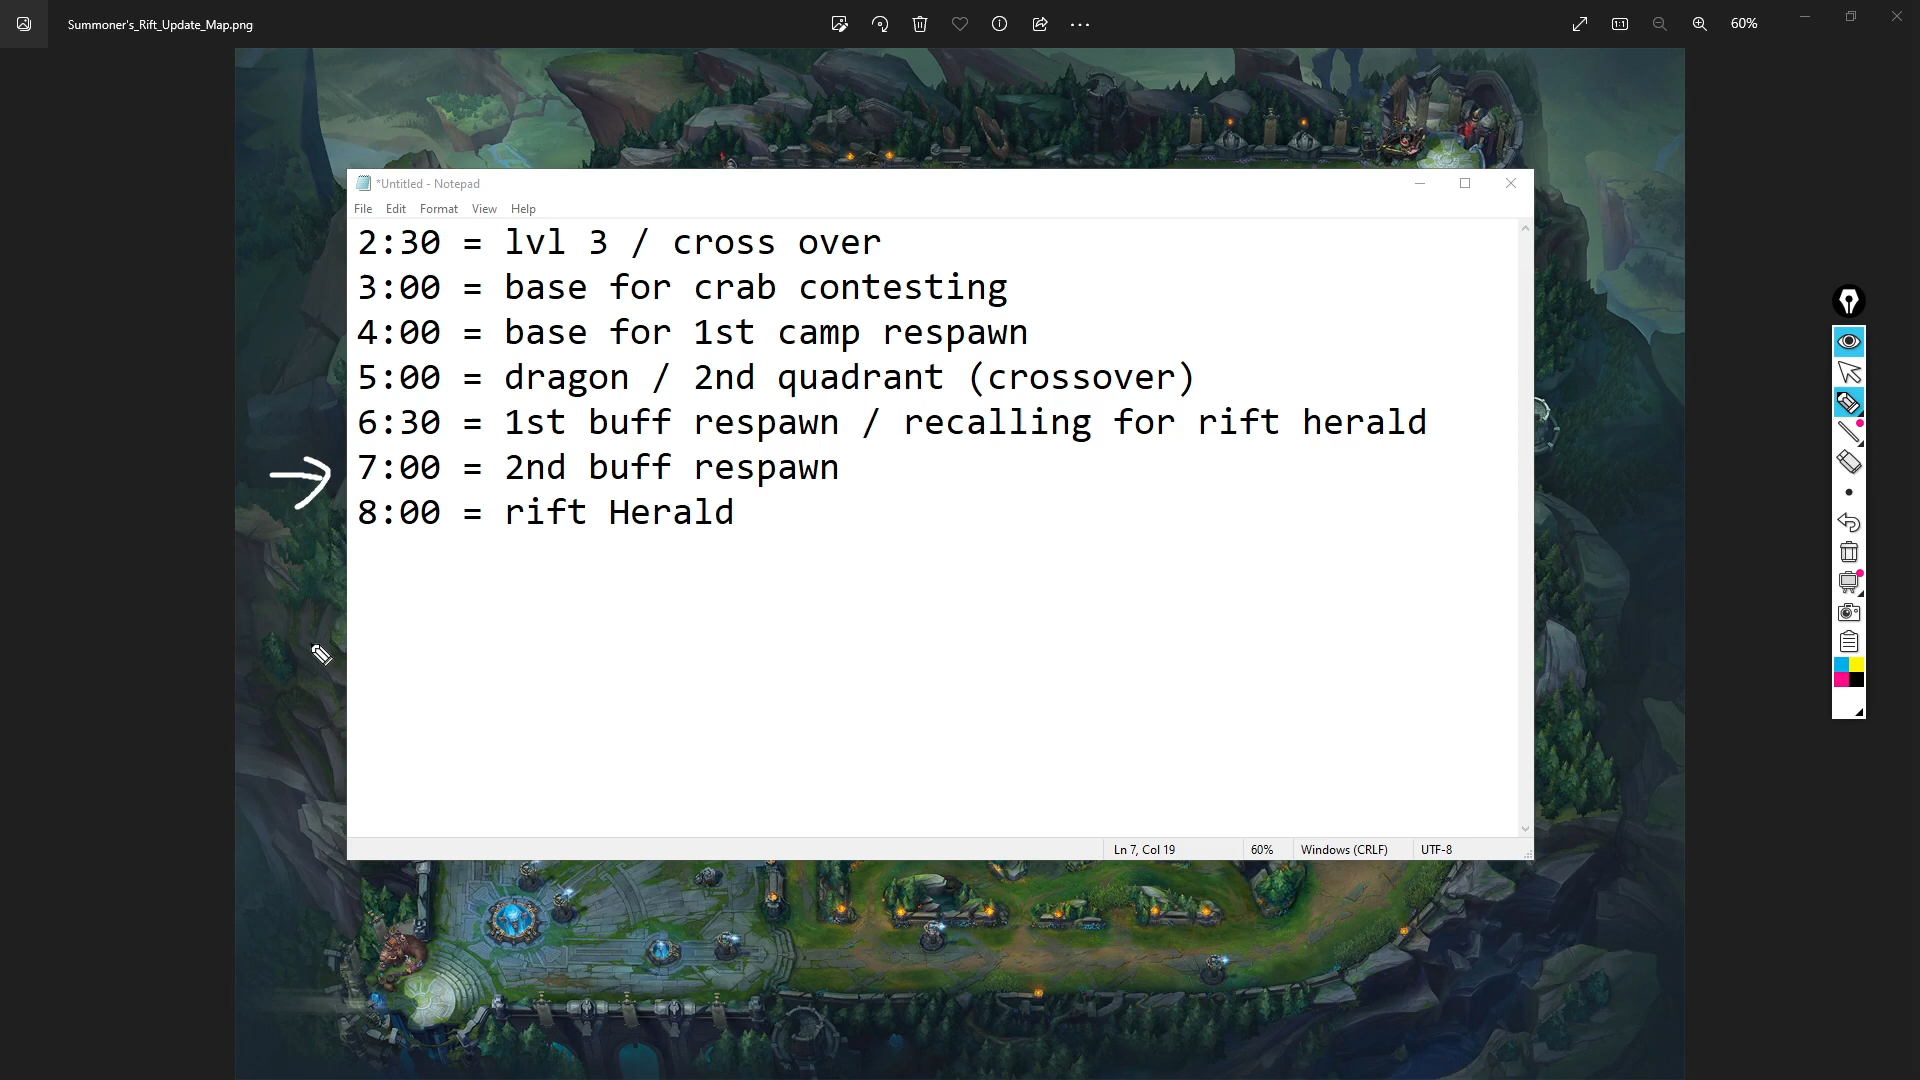 Summoner's_Rift_Update_Map.png
1:1
60%
*Untitled - Notepad
File Edit Format View Help
2:30 = lvl 3 / cross over
3:00 = base for crab contesting
4:00 = base for 1st camp respawn
5:00 = dragon / 2nd quadrant (crossover)
6:30 = 1st buff respawn / recalling for rift herald
7:00 = 2nd buff respawn
8:00 = rift Herald
Ln 7, Col 19 60% Windows (CRLF) UTF-8